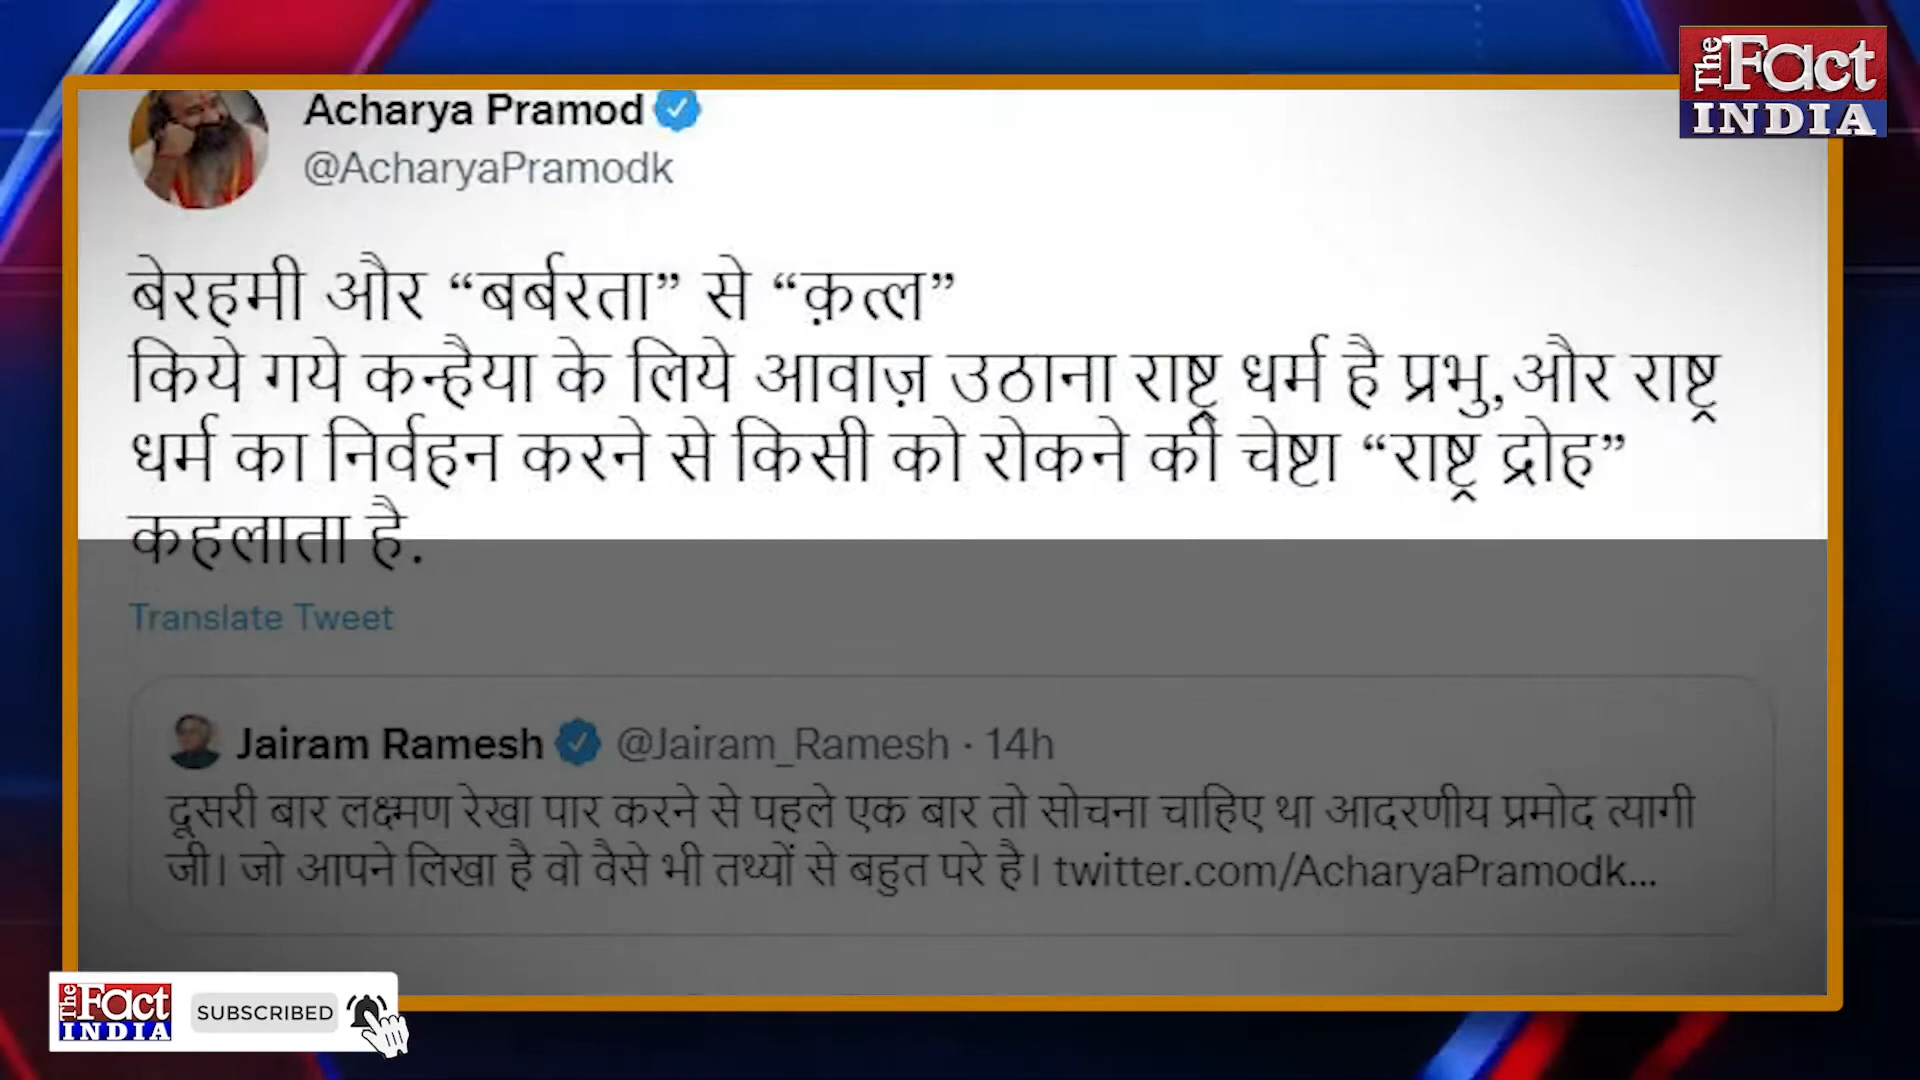 The Fact
INDIA
Acharya Pramod
@AcharyaPramodk
बेरहमी और “बर्बरता” से “क़त्ल”
किये गये कन्हैया के लिये आवाज़ उठाना राष्ट्र धर्म है प्रभु,और राष्ट्र
धर्म का निर्वहन करने से किसी को रोकने की चेष्टा “राष्ट्र द्रोह”
कहलाता है.
Translate Tweet
Jairam Ramesh @Jairam_Ramesh · 14h
दूसरी बार लक्ष्मण रेखा पार करने से पहले एक बार तो सोचना चाहिए था आदरणीय प्रमोद त्यागी
जी। जो आपने लिखा है वो वैसे भी तथ्यों से बहुत परे है। twitter.com/AcharyaPramodk...
The Fact
INDIA
SUBSCRIBED